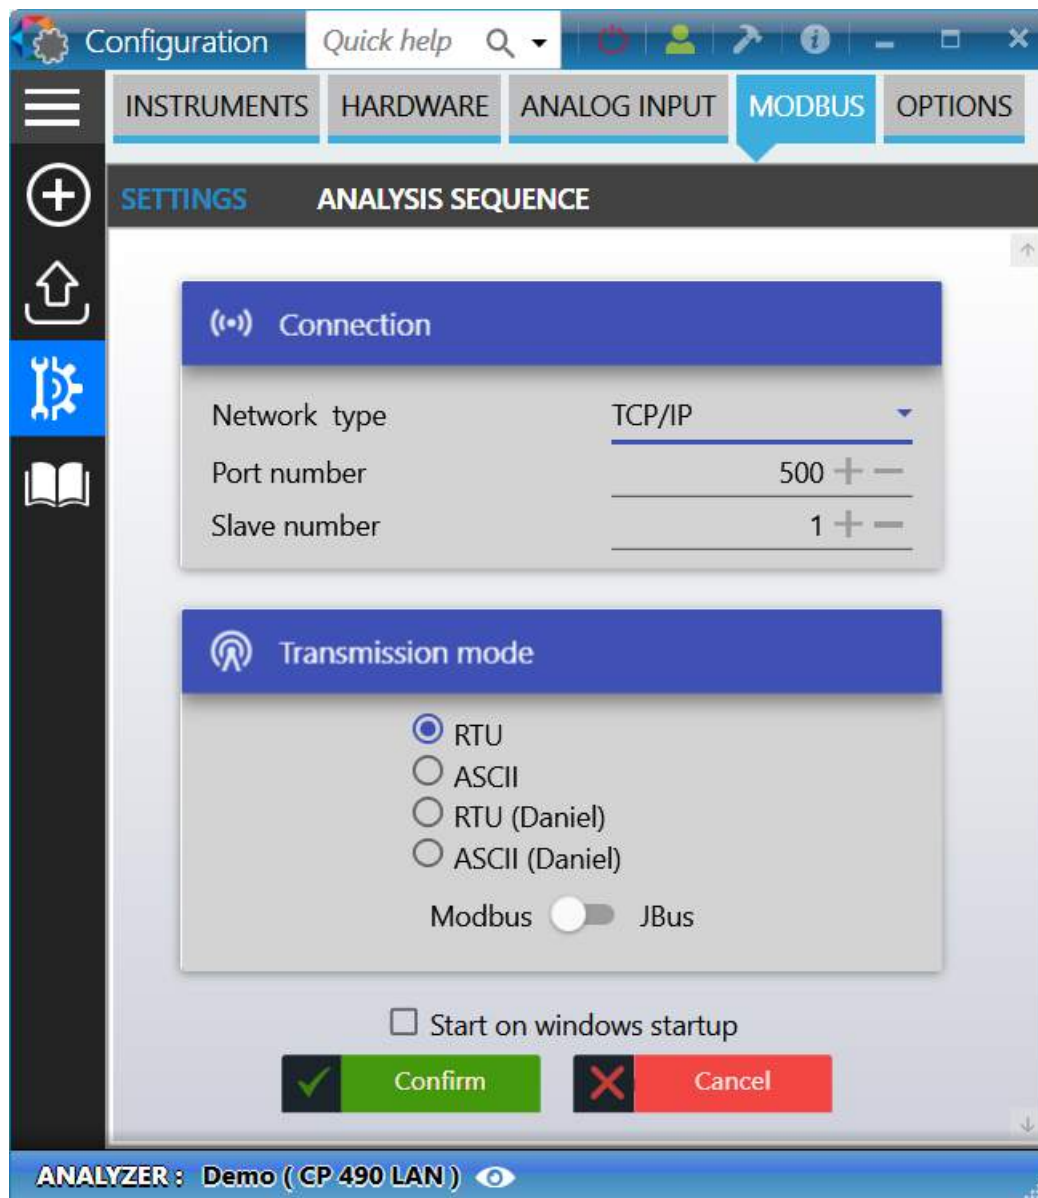 Configuration Quick help
INSTRUMENTS HARDWARE ANALOG INPUT MODBUS OPTIONS
SETTINGS ANALYSIS SEQUENCE
Connection
Network type TCP/IP
Port number 500
Slave number 1
Transmission mode
RTU
ASCII
RTU (Daniel)
ASCII (Daniel)
Modbus JBus
Start on windows startup
Confirm Cancel
ANALYZER : Demo ( CP 490 LAN )